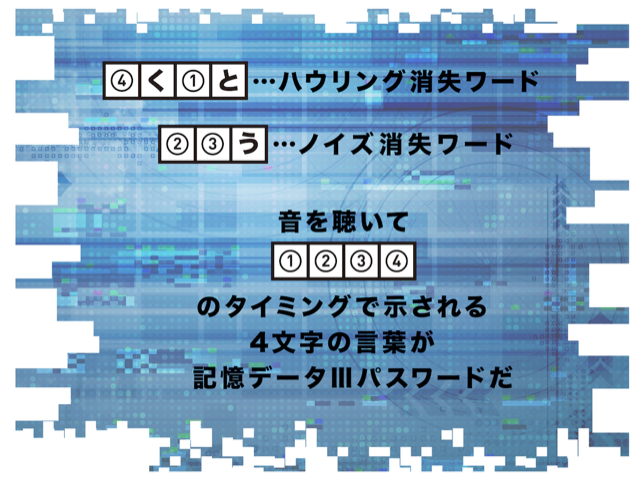 ④く①と…ハウリング消失ワード
②③う…ノイズ消失ワード
音を聴いて
①②③④
のタイミングで示される
4文字の言葉が
記憶データⅢパスワードだ